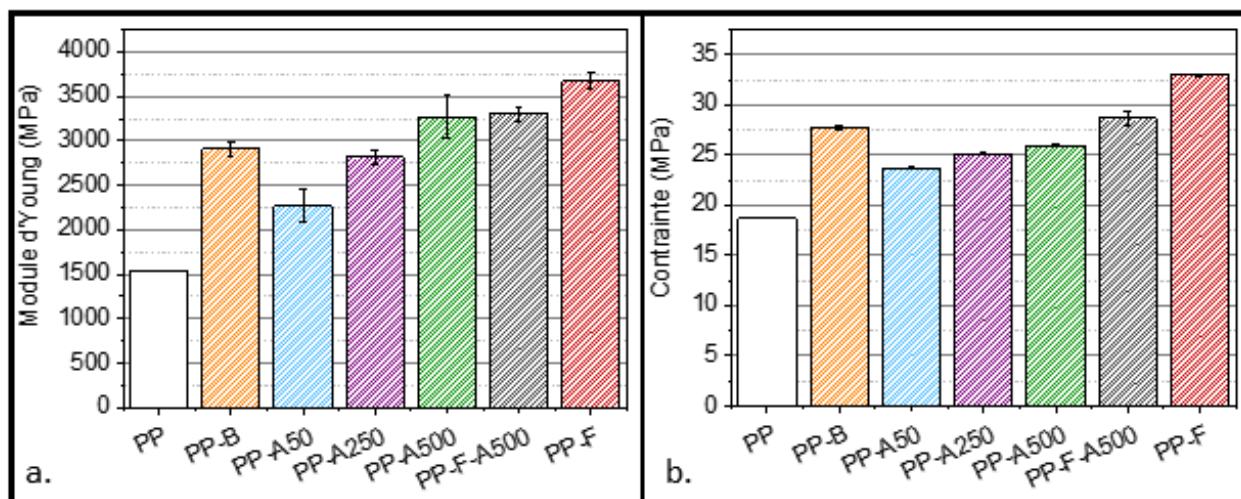 Module d'Young (MPa)
4000
3500
3000
2500
2000
1500
1000
500
0
PP
PP-B
PP-A50
PP-A250
PP-A500
PP-F-A500
PP-F
a.
Contrainte (MPa)
35
30
25
20
15
10
5
0
PP
PP-B
PP-A50
PP-A250
PP-A500
PP-F-A500
PP-F
b.